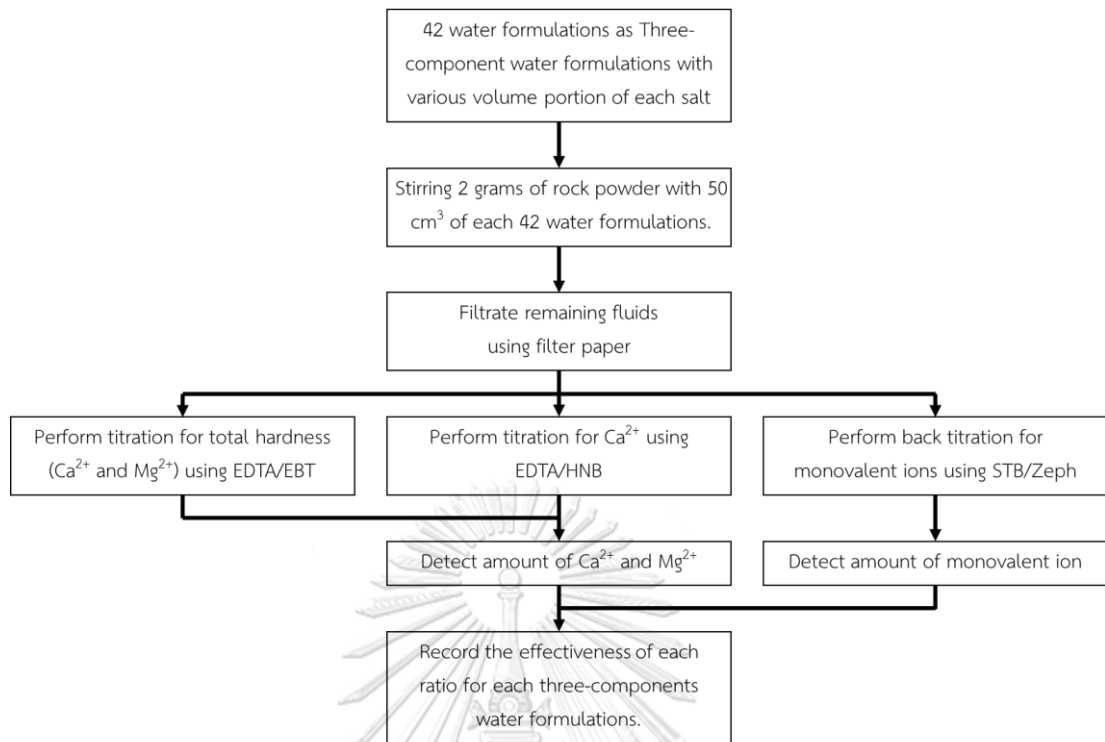 42 water formulations as Three-
component water formulations with
various volume portion of each salt
Stirring 2 grams of rock powder with 50
cm³ of each 42 water formulations.
Filtrate remaining fluids
using filter paper
Perform titration for total hardness
(Ca²⁺ and Mg²⁺) using EDTA/EBT
Perform titration for Ca²⁺ using
EDTA/HNB
Perform back titration for
monovalent ions using STB/Zeph
Detect amount of Ca²⁺ and Mg²⁺
Detect amount of monovalent ion
Record the effectiveness of each
ratio for each three-components
water formulations.